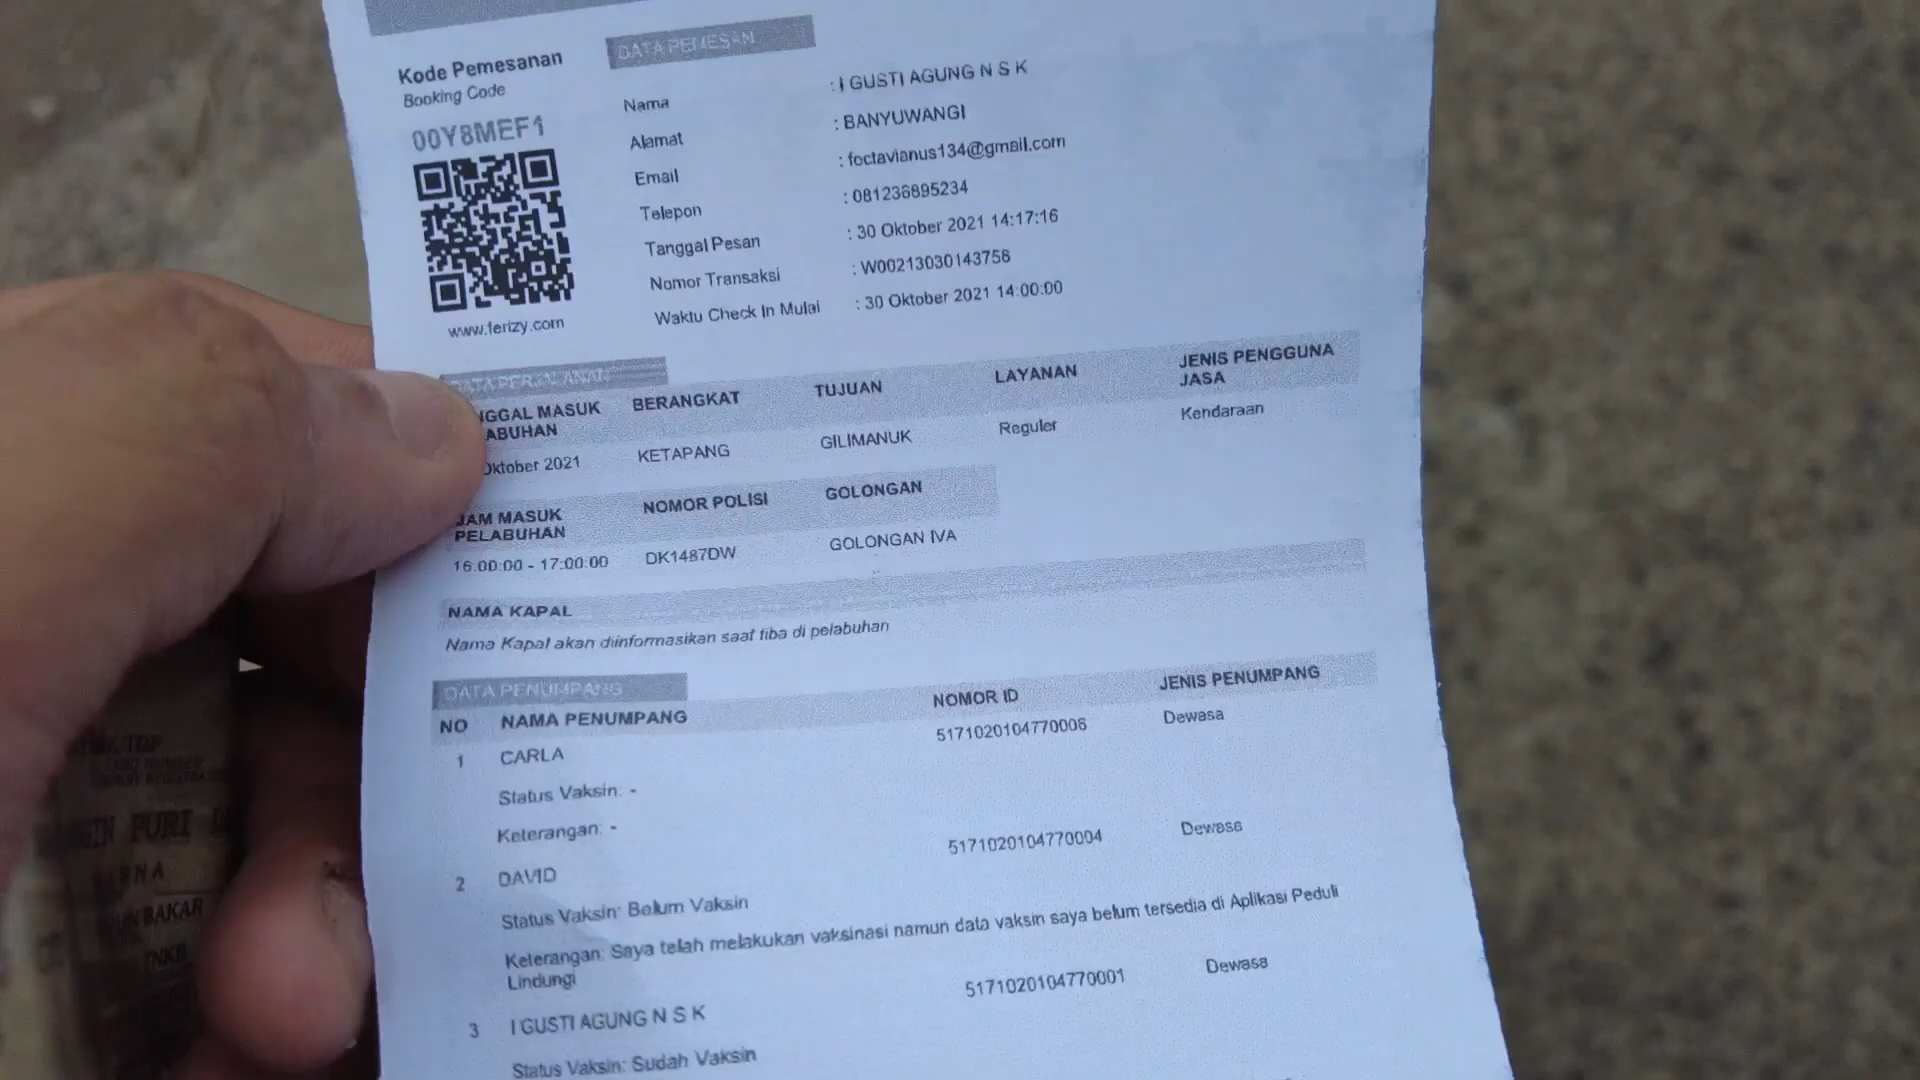 Kode Pemesanan
Booking Code
00Y8MEF1
www.ferizy.com
DATA PEMESAN
Nama : I GUSTI AGUNG N S K
Alamat : BANYUWANGI
Email : foctavianus134@gmail.com
Telepon : 081236895234
Tanggal Pesan : 30 Oktober 2021 14:17:16
Nomor Transaksi : W00213030143758
Waktu Check In Mulai : 30 Oktober 2021 14:00:00
DATA PERJALANAN
NGGAL MASUK BERANGKAT TUJUAN LAYANAN JENIS PENGGUNA
ABUHAN JASA
Oktober 2021 KETAPANG GILIMANUK Reguler Kendaraan
JAM MASUK NOMOR POLISI GOLONGAN
PELABUHAN
16:00:00 - 17:00:00 DK1487DW GOLONGAN IVA
NAMA KAPAL
Nama Kapal akan diinformasikan saat tiba di pelabuhan
DATA PENUMPANG
NO NAMA PENUMPANG NOMOR ID JENIS PENUMPANG
1 CARLA 5171020104770008 Dewasa
Status Vaksin: -
Keterangan: -
2 DAVID 5171020104770004 Dewasa
Status Vaksin: Belum Vaksin
Keterangan: Saya telah melakukan vaksinasi namun data vaksin saya belum tersedia di Aplikasi Peduli
Lindungi
3 I GUSTI AGUNG N S K 5171020104770001 Dewasa
Status Vaksin: Sudah Vaksin
PURI
BAKAR